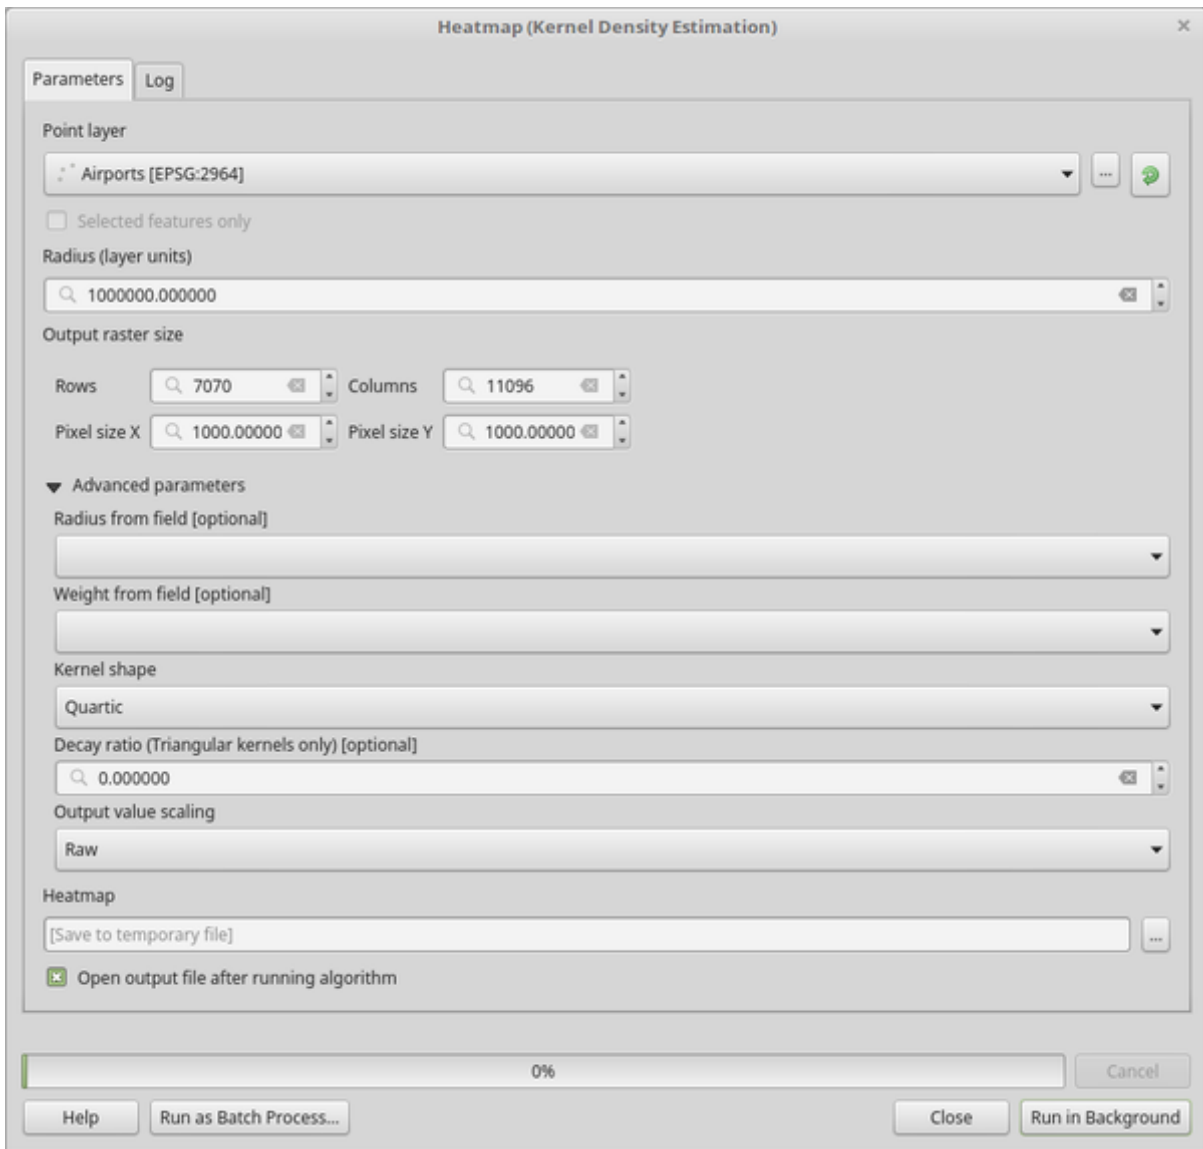 Heatmap (Kernel Density Estimation)
Parameters Log
Point layer
Airports [EPSG:2964]
...
Selected features only
Radius (layer units)
1000000.000000
Output raster size
Rows 7070 Columns 11096
Pixel size X 1000.00000 Pixel size Y 1000.00000
Advanced parameters
Radius from field [optional]
Weight from field [optional]
Kernel shape
Quartic
Decay ratio (Triangular kernels only) [optional]
0.000000
Output value scaling
Raw
Heatmap
[Save to temporary file]
...
Open output file after running algorithm
0% Cancel
Help Run as Batch Process... Close Run in Background